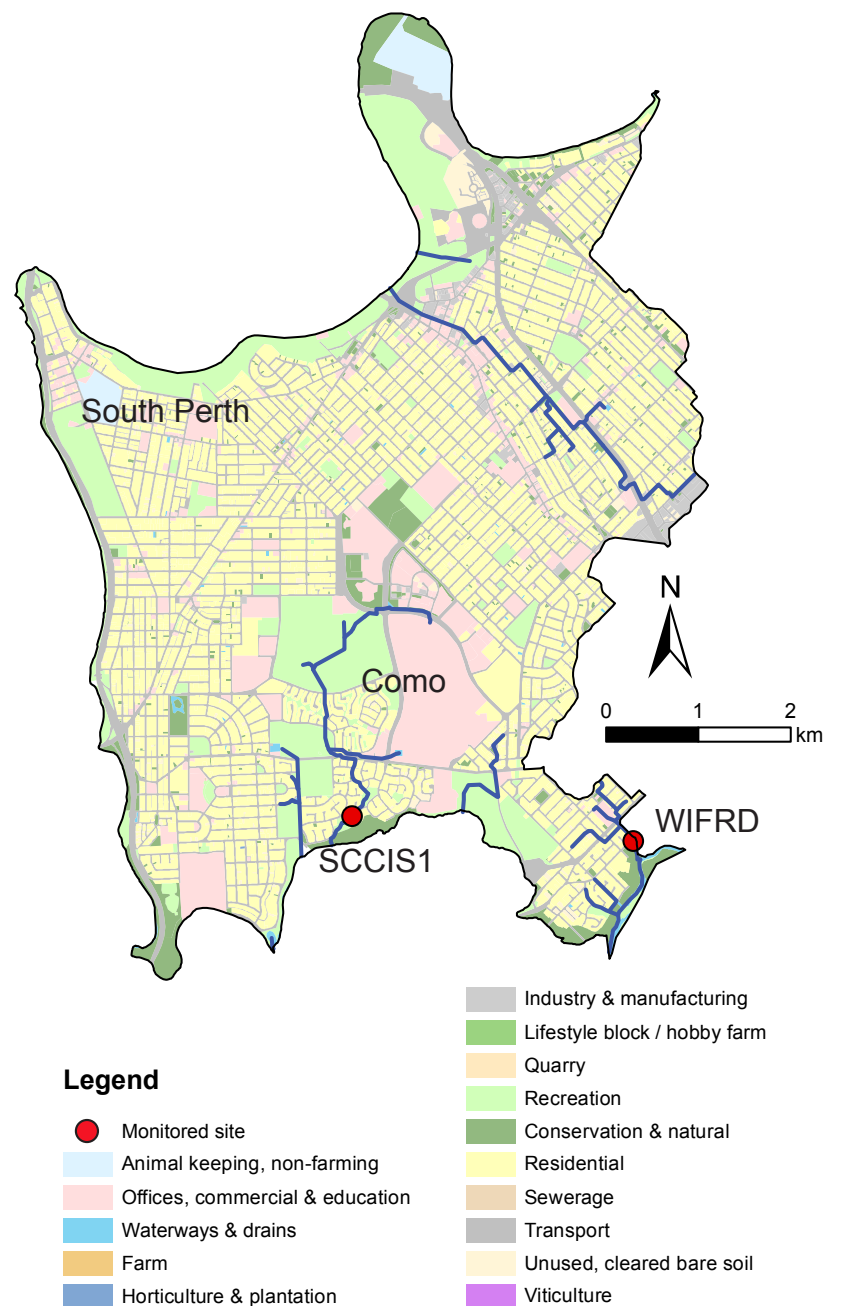 South Perth
N
Como
0 1 2
km
WIFRD
SCCIS1
Legend
Monitored site
Animal keeping, non-farming
Offices, commercial & education
Waterways & drains
Farm
Horticulture & plantation
Industry & manufacturing
Lifestyle block / hobby farm
Quarry
Recreation
Conservation & natural
Residential
Sewerage
Transport
Unused, cleared bare soil
Viticulture